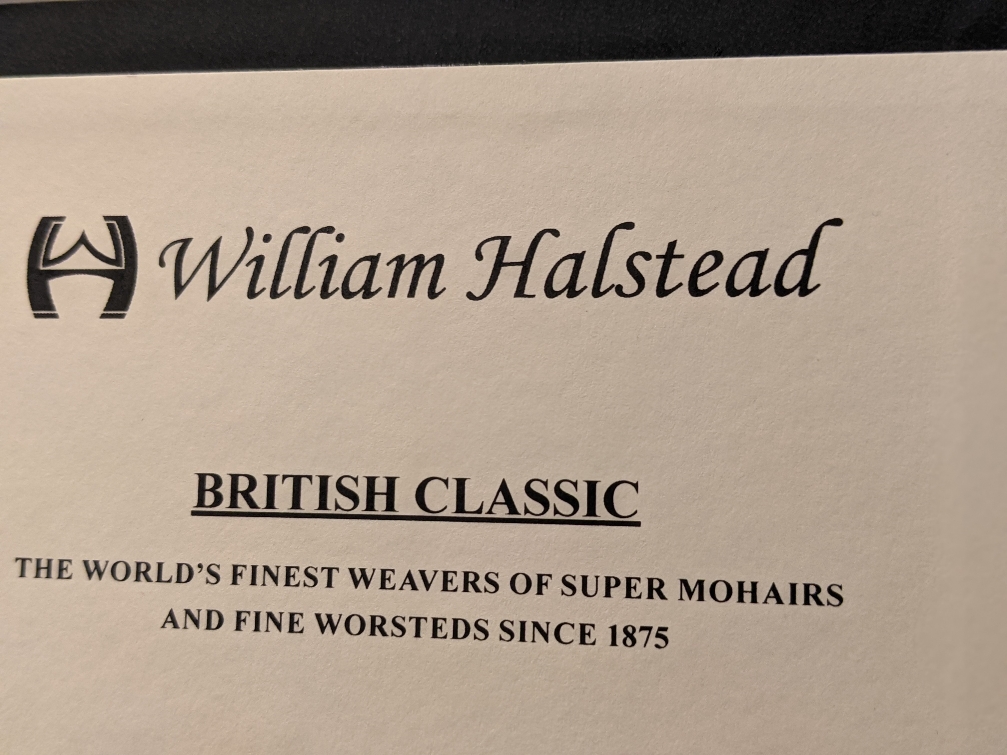 William Halstead
BRITISH CLASSIC
THE WORLD'S FINEST WEAVERS OF SUPER MOHAIRS
AND FINE WORSTEDS SINCE 1875